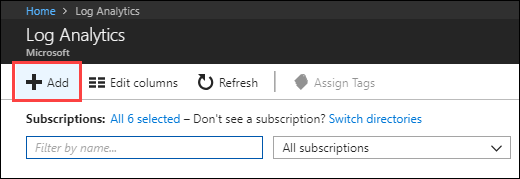 Home > Log Analytics
Log Analytics
Microsoft
Add Edit columns Refresh Assign Tags
Subscriptions: All 6 selected – Don't see a subscription? Switch directories
Filter by name... All subscriptions